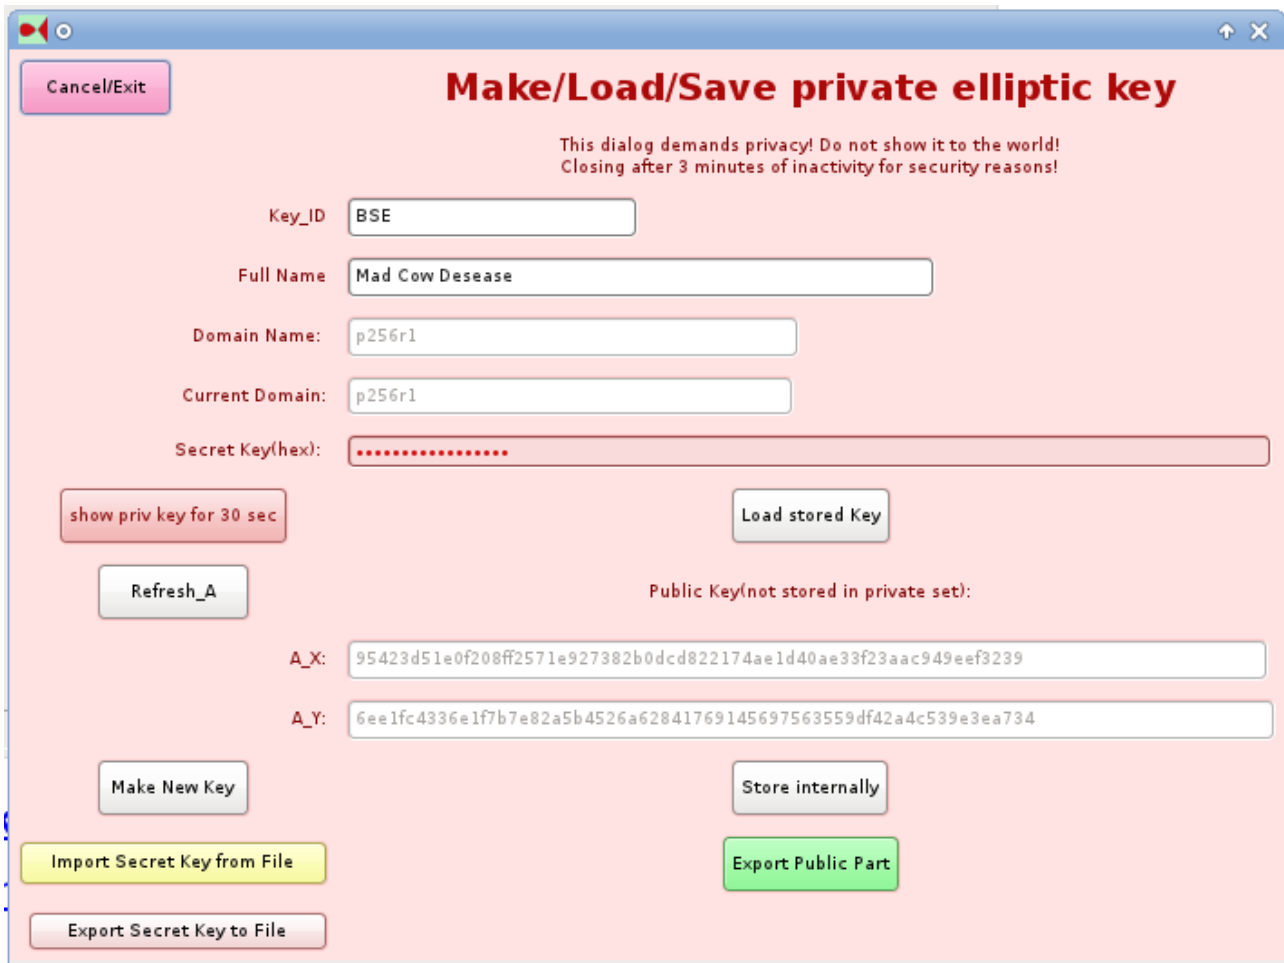 Cancel/Exit
Make/Load/Save private elliptic key
This dialog demands privacy! Do not show it to the world!
Closing after 3 minutes of inactivity for security reasons!
Key_ID BSE
Full Name Mad Cow Desease
Domain Name: p256r1
Current Domain: p256r1
Secret Key(hex): •••••••••••••••••
show priv key for 30 sec Load stored Key
Refresh_A Public Key(not stored in private set):
A_X: 95423d51e0f208ff2571e927382b0dcd822174ae1d40ae33f23aac949eef3239
A_Y: 6ee1fc4336e1f7b7e82a5b4526a62841769145697563559df42a4c539e3ea734
Make New Key Store internally
Import Secret Key from File Export Public Part
Export Secret Key to File